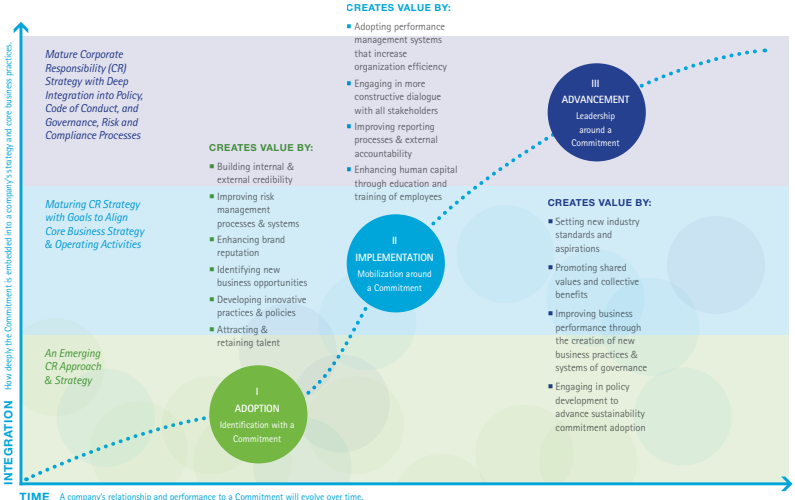 CREATES VALUE BY:
Adopting performance
management systems
that increase
organization efficiency
Engaging in more
constructive dialogue
with all stakeholders
Improving reporting
processes & external
accountability
Enhancing human capital
through education and
training of employees
Mature Corporate
Responsibility (CR)
Strategy with Deep
Integration into Policy,
Code of Conduct, and
Governance, Risk and
Compliance Processes
III
ADVANCEMENT
Leadership
around a
Commitment
CREATES VALUE BY:
Building internal &
external credibility
Improving risk
management
processes & systems
Enhancing brand
reputation
Identifying new
business opportunities
Developing innovative
practices & policies
Attracting &
retaining talent
Maturing CR Strategy
with Goals to Align
Core Business Strategy
& Operating Activities
II
IMPLEMENTATION
Mobilization around
a Commitment
CREATES VALUE BY:
Setting new industry
standards and
aspirations
Promoting shared
values and collective
benefits
Improving business
performance through
the creation of new
business practices &
systems of governance
Engaging in policy
development to
advance sustainability
commitment adoption
An Emerging
CR Approach
& Strategy
I
ADOPTION
Identification with a
Commitment
INTEGRATION How deeply the Commitment is embedded into a company's strategy and core business practices.
TIME A company's relationship and performance to a Commitment will evolve over time.